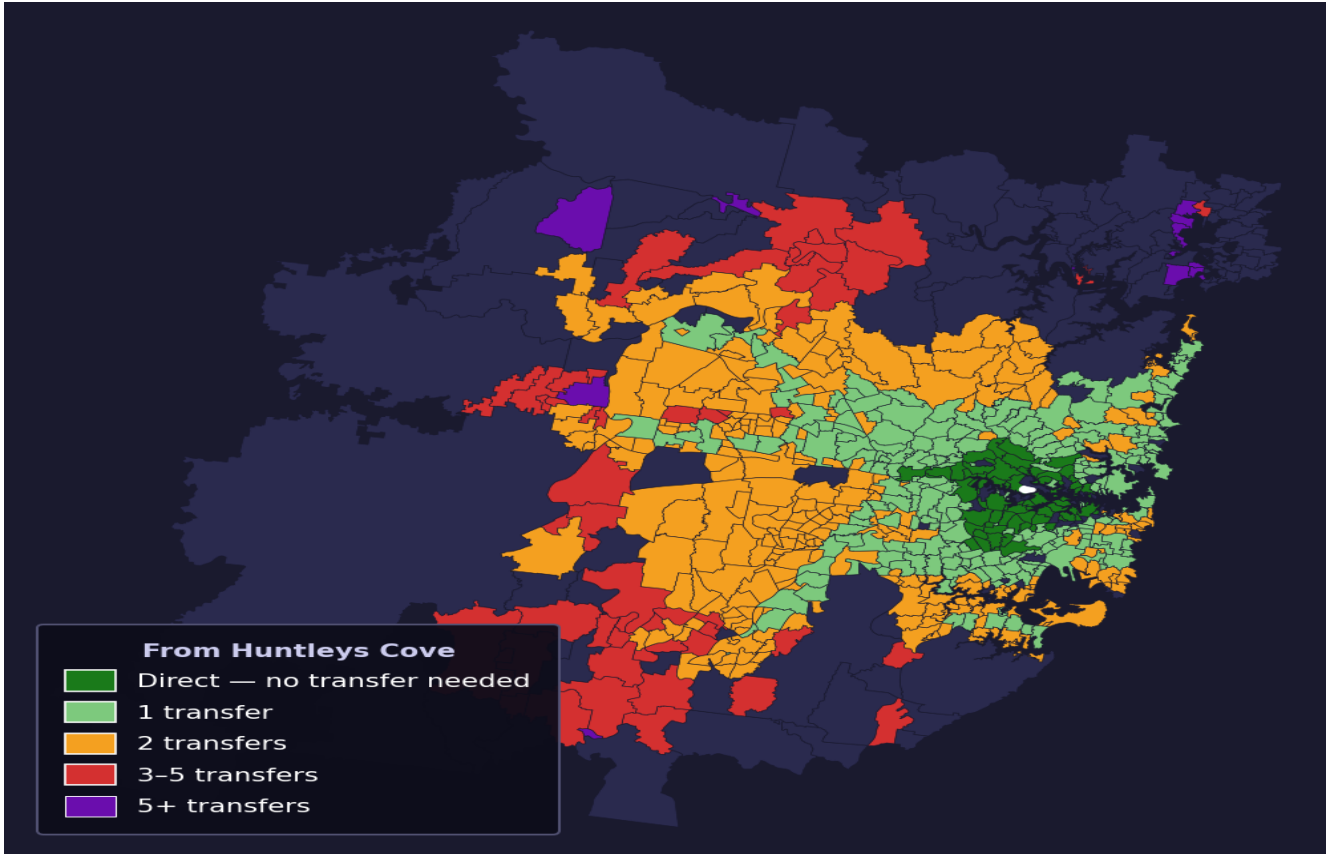 From Huntleys Cove
Direct — no transfer needed
1 transfer
2 transfers
3–5 transfers
5+ transfers